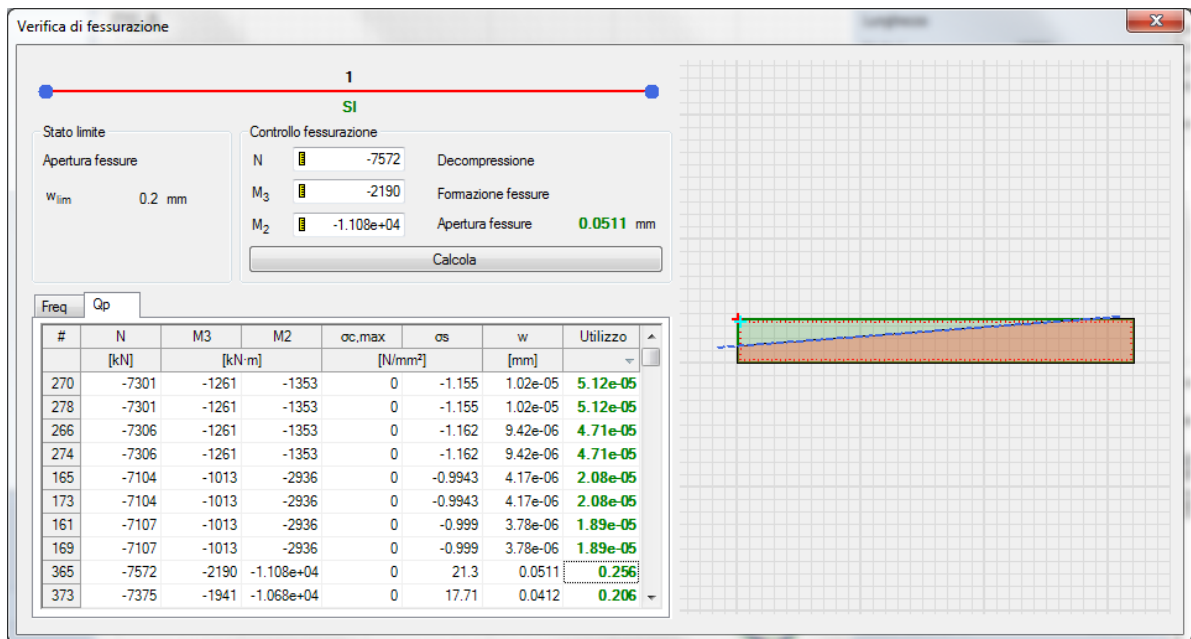 Verifica di fessurazione
Lunghezza
1
SI
Stato limite
Apertura fessure
wlim 0.2 mm
Controllo fessurazione
N -7572 Decompressione
M3 -2190 Formazione fessure
M2 -1.108e+04 Apertura fessure 0.0511 mm
Calcola
Freq Qp
# N M3 M2 σc,max σs w Utilizzo
[kN] [kN·m] [N/mm²] [mm]
270 -7301 -1261 -1353 0 -1.155 1.02e-05 5.12e-05
278 -7301 -1261 -1353 0 -1.155 1.02e-05 5.12e-05
266 -7306 -1261 -1353 0 -1.162 9.42e-06 4.71e-05
274 -7306 -1261 -1353 0 -1.162 9.42e-06 4.71e-05
165 -7104 -1013 -2936 0 -0.9943 4.17e-06 2.08e-05
173 -7104 -1013 -2936 0 -0.9943 4.17e-06 2.08e-05
161 -7107 -1013 -2936 0 -0.999 3.78e-06 1.89e-05
169 -7107 -1013 -2936 0 -0.999 3.78e-06 1.89e-05
365 -7572 -2190 -1.108e+04 0 21.3 0.0511 0.256
373 -7375 -1941 -1.068e+04 0 17.71 0.0412 0.206